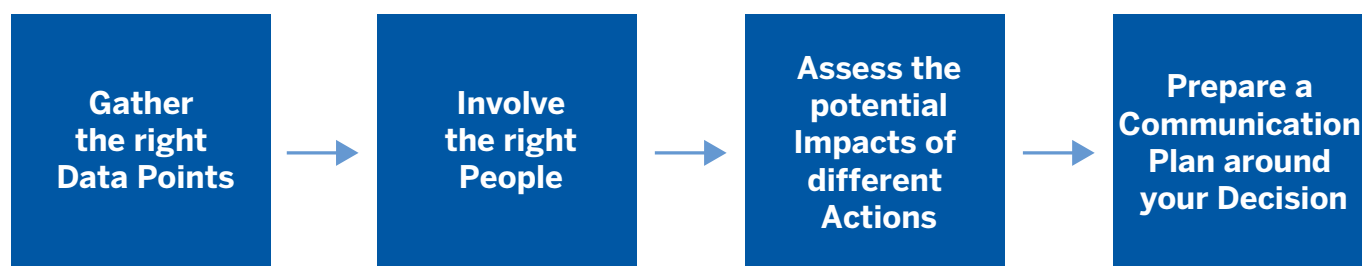 Gather
the right
Data Points
Involve
the right
People
Assess the
potential
Impacts of
different
Actions
Prepare a
Communication
Plan around
your Decision